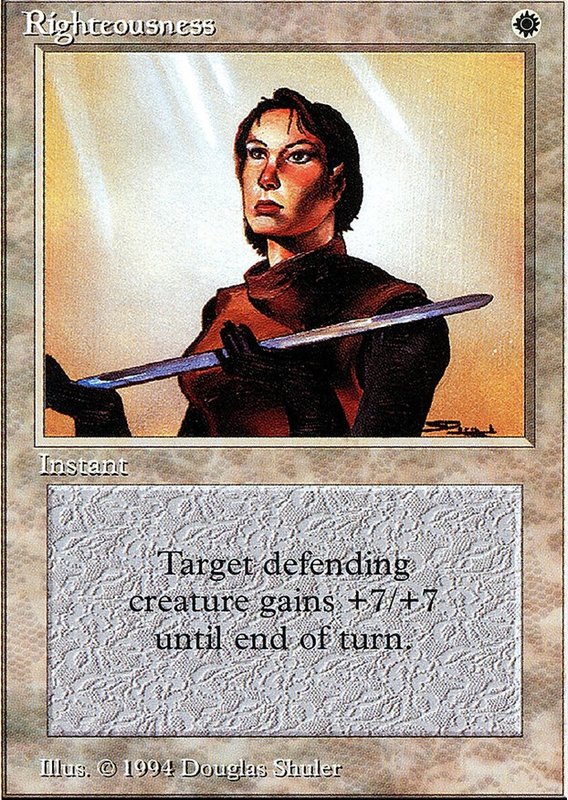 Righteousness
Instant
Target defending
creature gains +7/+7
until end of turn.
Illus. © 1994 Douglas Shuler